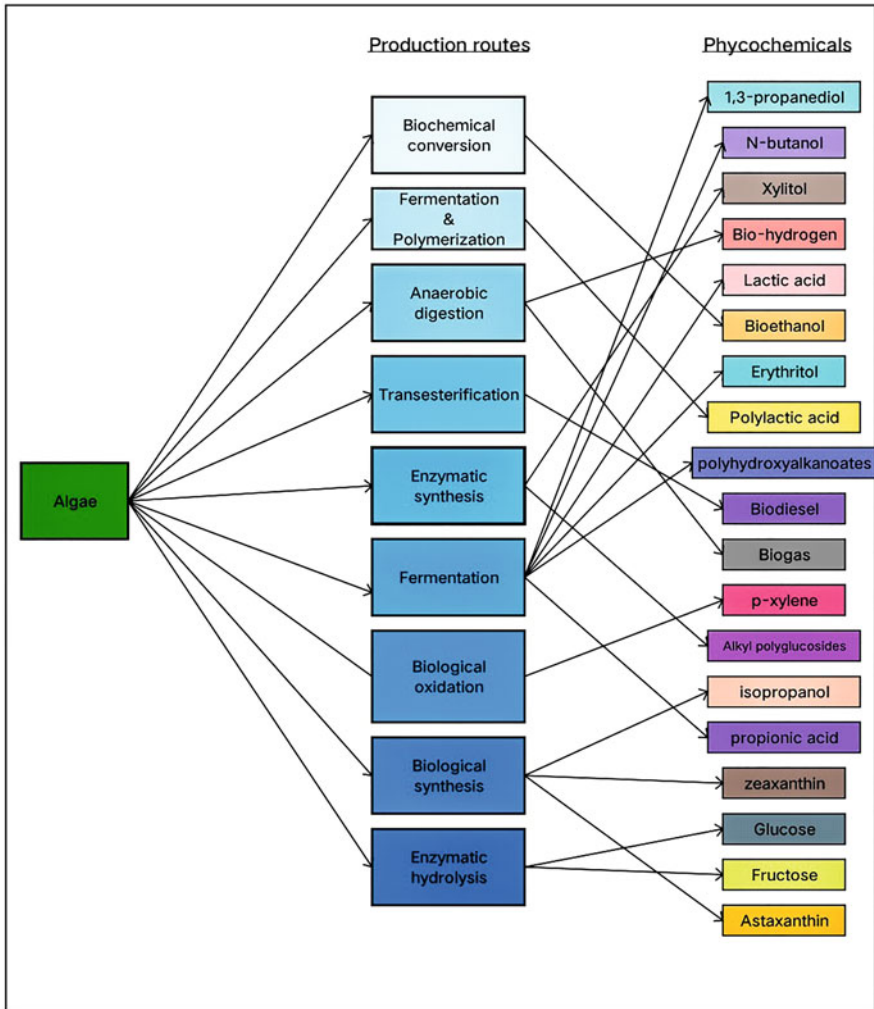 Production routes
Phycochemicals
Algae
Biochemical
conversion
Fermentation
&
Polymerization
Anaerobic
digestion
Transesterification
Enzymatic
synthesis
Fermentation
Biological
oxidation
Biological
synthesis
Enzymatic
hydrolysis
1,3-propanediol
N-butanol
Xylitol
Bio-hydrogen
Lactic acid
Bioethanol
Erythritol
Polylactic acid
polyhydroxyalkanoates
Biodiesel
Biogas
p-xylene
Alkyl polyglucosides
isopropanol
propionic acid
zeaxanthin
Glucose
Fructose
Astaxanthin